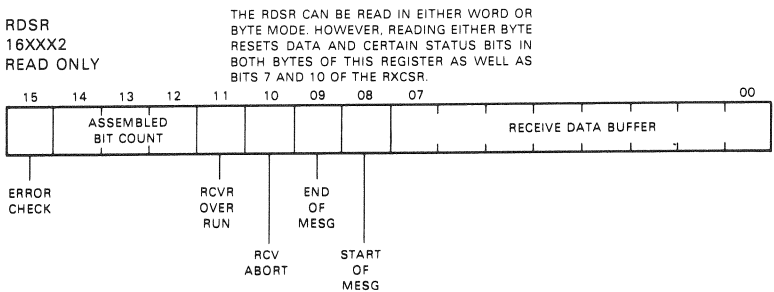 RDSR
16XXX2
READ ONLY
THE RDSR CAN BE READ IN EITHER WORD OR
BYTE MODE. HOWEVER, READING EITHER BYTE
RESETS DATA AND CERTAIN STATUS BITS IN
BOTH BYTES OF THIS REGISTER AS WELL AS
BITS 7 AND 10 OF THE RXCSR.
15 14 13 12 11 10 09 08 07 00
ASSEMBLED
BIT COUNT
RECEIVE DATA BUFFER
ERROR
CHECK
RCVR
OVER
RUN
END
OF
MESG
RCV
ABORT
START
OF
MESG